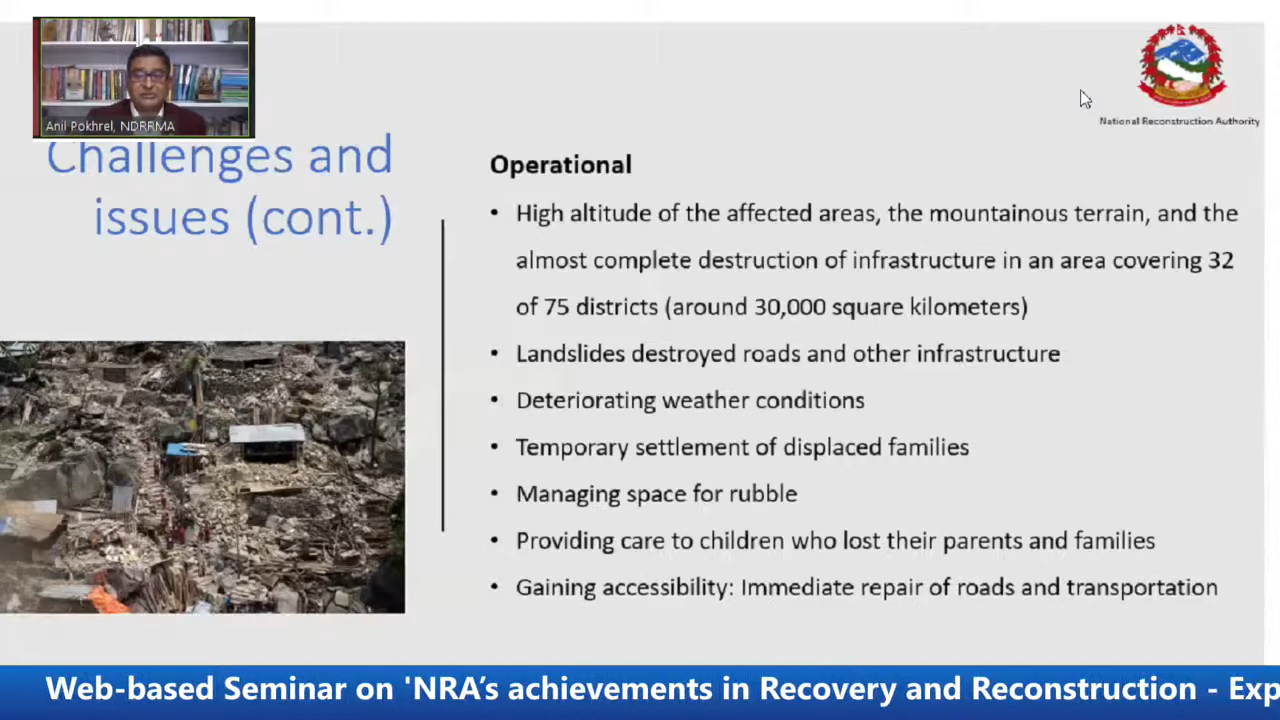 Anil Pokhrel, NDRRMA
National Reconstruction Authority
Challenges and
issues (cont.)
Operational
• High altitude of the affected areas, the mountainous terrain, and the
almost complete destruction of infrastructure in an area covering 32
of 75 districts (around 30,000 square kilometers)
• Landslides destroyed roads and other infrastructure
• Deteriorating weather conditions
• Temporary settlement of displaced families
• Managing space for rubble
• Providing care to children who lost their parents and families
• Gaining accessibility: Immediate repair of roads and transportation
Web-based Seminar on 'NRA’s achievements in Recovery and Reconstruction - Exp